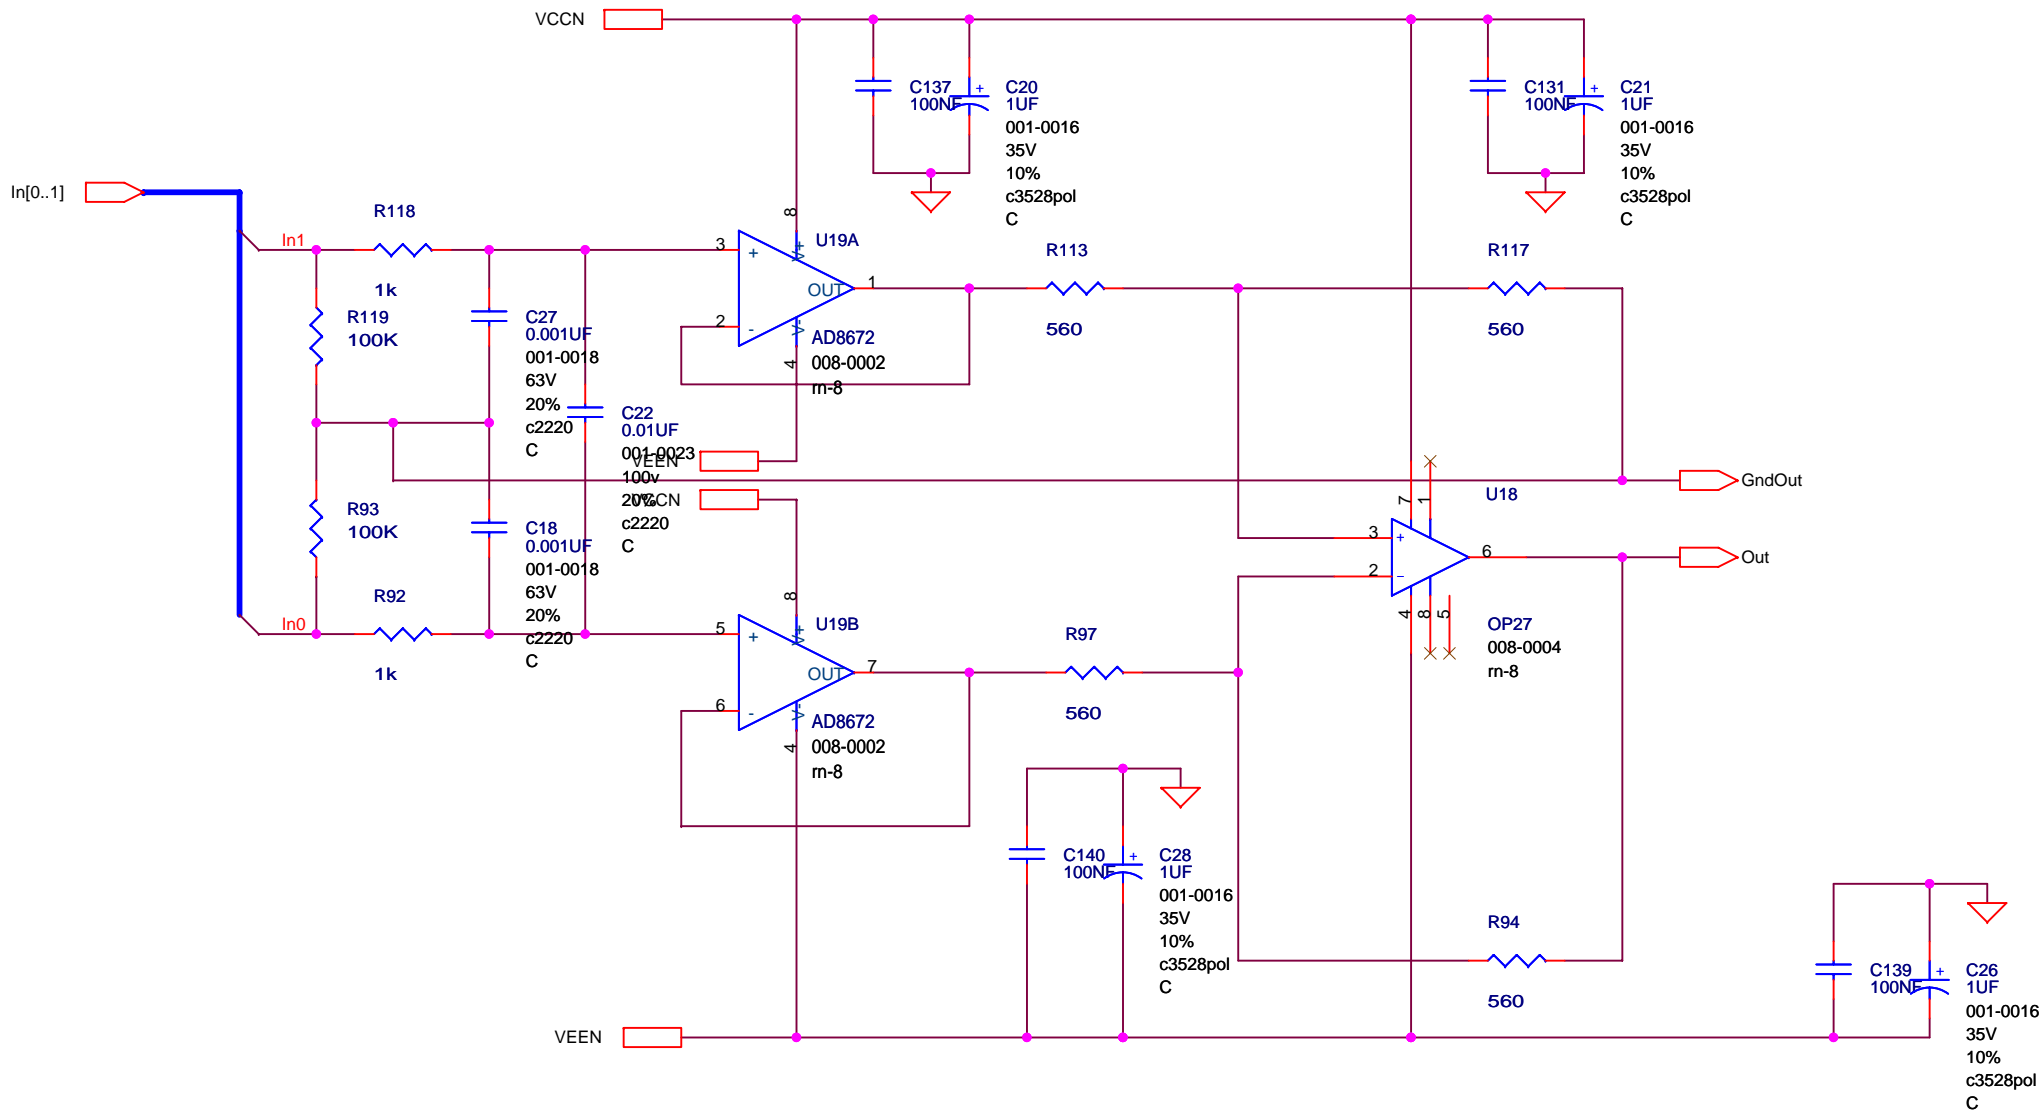 VCCN
C137
100NF
+
C20
1UF
001-0016
35V
10%
c3528pol
C
C131
100NF
+
C21
1UF
001-0016
35V
10%
c3528pol
C
In[0..1]
In1
R118
1k
R119
100K
C27
0.001UF
001-0018
63V
20%
c2220
C
C22
0.01UF
001-0023
100v
20%
c2220
C
3
2
8
4
1
+
-
V+
V-
OUT
U19A
AD8672
008-0002
rn-8
R113
560
R117
560
VEEN
VCCN
GndOut
R93
100K
C18
0.001UF
001-0018
63V
20%
c2220
C
In0
R92
1k
5
6
8
4
7
+
-
V+
V-
OUT
U19B
AD8672
008-0002
rn-8
R97
560
U18
7
1
3
2
6
+
−
4
8
5
OP27
008-0004
rn-8
Out
C140
100NF
+
C28
1UF
001-0016
35V
10%
c3528pol
C
R94
560
VEEN
C139
100NF
+
C26
1UF
001-0016
35V
10%
c3528pol
C